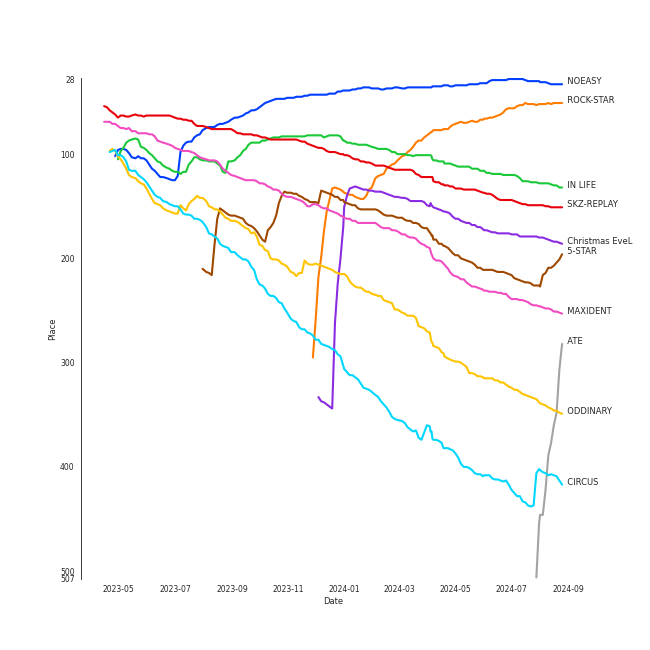 28
100
200
300
400
500
507
Place
2023-05
2023-07
2023-09
2023-11
2024-01
2024-03
2024-05
2024-07
2024-09
Date
NOEASY
ROCK-STAR
IN LIFE
SKZ-REPLAY
Christmas EveL
5-STAR
MAXIDENT
ATE
ODDINARY
CIRCUS